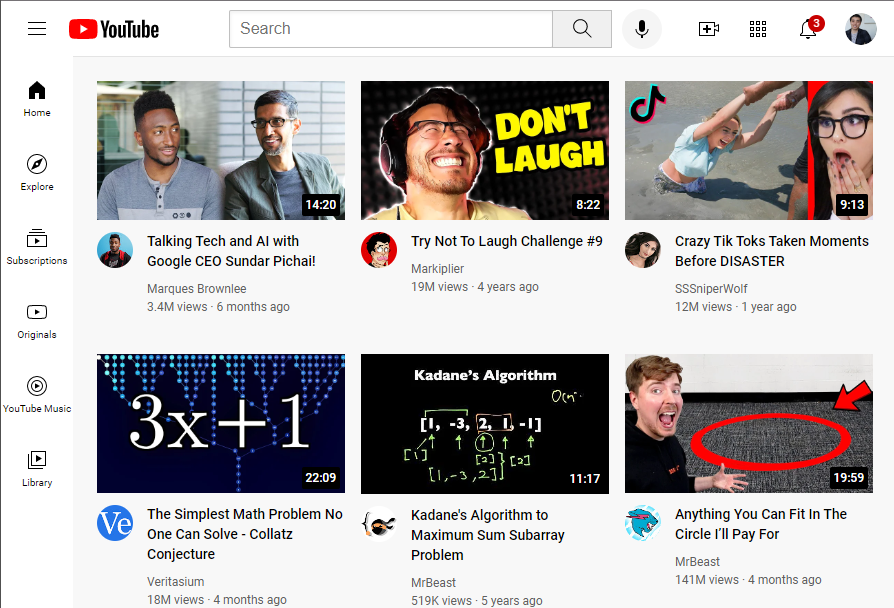 YouTube
Search
3
Home
Explore
Subscriptions
Originals
YouTube Music
Library
14:20
Talking Tech and AI with
Google CEO Sundar Pichai!
Marques Brownlee
3.4M views · 6 months ago
DON'T
LAUGH
8:22
Try Not To Laugh Challenge #9
Markiplier
19M views · 4 years ago
9:13
Crazy Tik Toks Taken Moments
Before DISASTER
SSSniperWolf
12M views · 1 year ago
3x+1
22:09
Ve
The Simplest Math Problem No
One Can Solve - Collatz
Conjecture
Veritasium
18M views · 4 months ago
Kadane's Algorithm
[1, -3, 2, 1, -1]
[1]
[2]
[2]
[1,-3,2]
11:17
Kadane's Algorithm to
Maximum Sum Subarray
Problem
MrBeast
519K views · 5 years ago
19:59
Anything You Can Fit In The
Circle I'll Pay For
MrBeast
141M views · 4 months ago